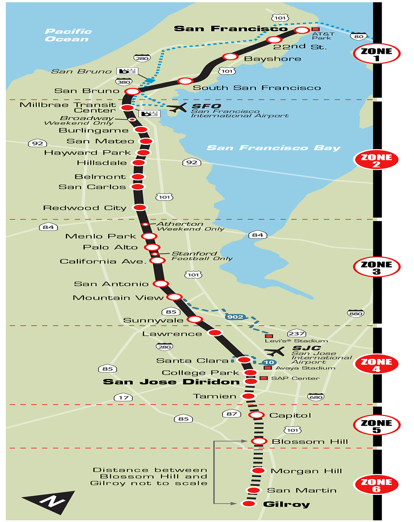 San Francisco
101
AT&T
Park
80
Pacific
Ocean
22nd St.
ZONE
1
280
Bayshore
101
San Bruno
380
South San Francisco
San Bruno
Millbrae Transit
Center
SFO
San Francisco
International Airport
Broadway
Weekend Only
Burlingame
San Mateo
92
San Francisco Bay
Hayward Park
ZONE
2
Hillsdale
92
Belmont
San Carlos
101
Redwood City
Atherton
Weekend Only
84
84
Menlo Park
Palo Alto
Stanford
Football Only
California Ave.
ZONE
3
101
San Antonio
Mountain View
85
902
880
Sunnyvale
Lawrence
237
Levi's® Stadium
280
SJC
San Jose
International
Airport
Santa Clara
10
Avaya Stadium
ZONE
4
85
College Park
San Jose Diridon
SAP Center
17
Tamien
680
85
87
Capitol
ZONE
5
101
Blossom Hill
Distance between
Blossom Hill and
Gilroy not to scale
Morgan Hill
ZONE
6
San Martin
N
Gilroy